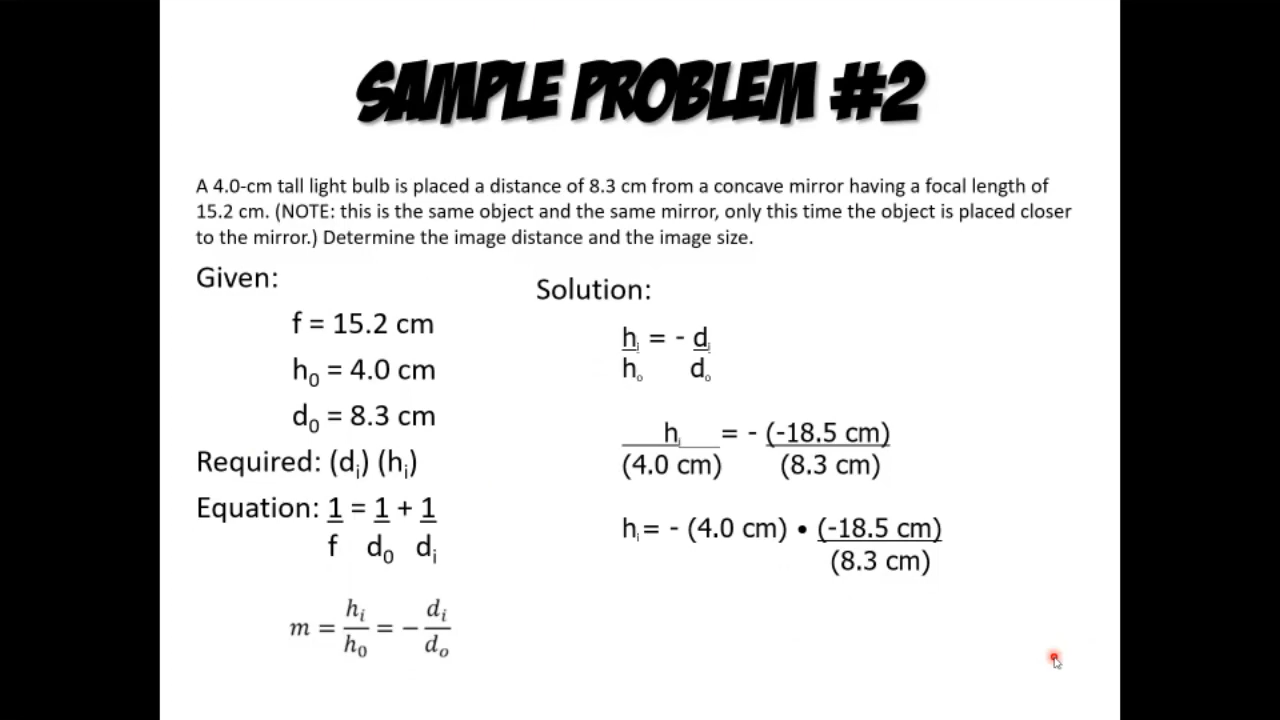 SAMPLE PROBLEM #2
A 4.0-cm tall light bulb is placed a distance of 8.3 cm from a concave mirror having a focal length of
15.2 cm. (NOTE: this is the same object and the same mirror, only this time the object is placed closer
to the mirror.) Determine the image distance and the image size.
Given:
f = 15.2 cm
h₀ = 4.0 cm
d₀ = 8.3 cm
Required: (dᵢ) (hᵢ)
Equation: 1 = 1 + 1
f d₀ dᵢ
m = hᵢ/h₀ = − dᵢ/dₒ
Solution:
hᵢ = - dᵢ
hₒ dₒ
hᵢ = - (-18.5 cm)
(4.0 cm) (8.3 cm)
hᵢ = - (4.0 cm) • (-18.5 cm)
(8.3 cm)